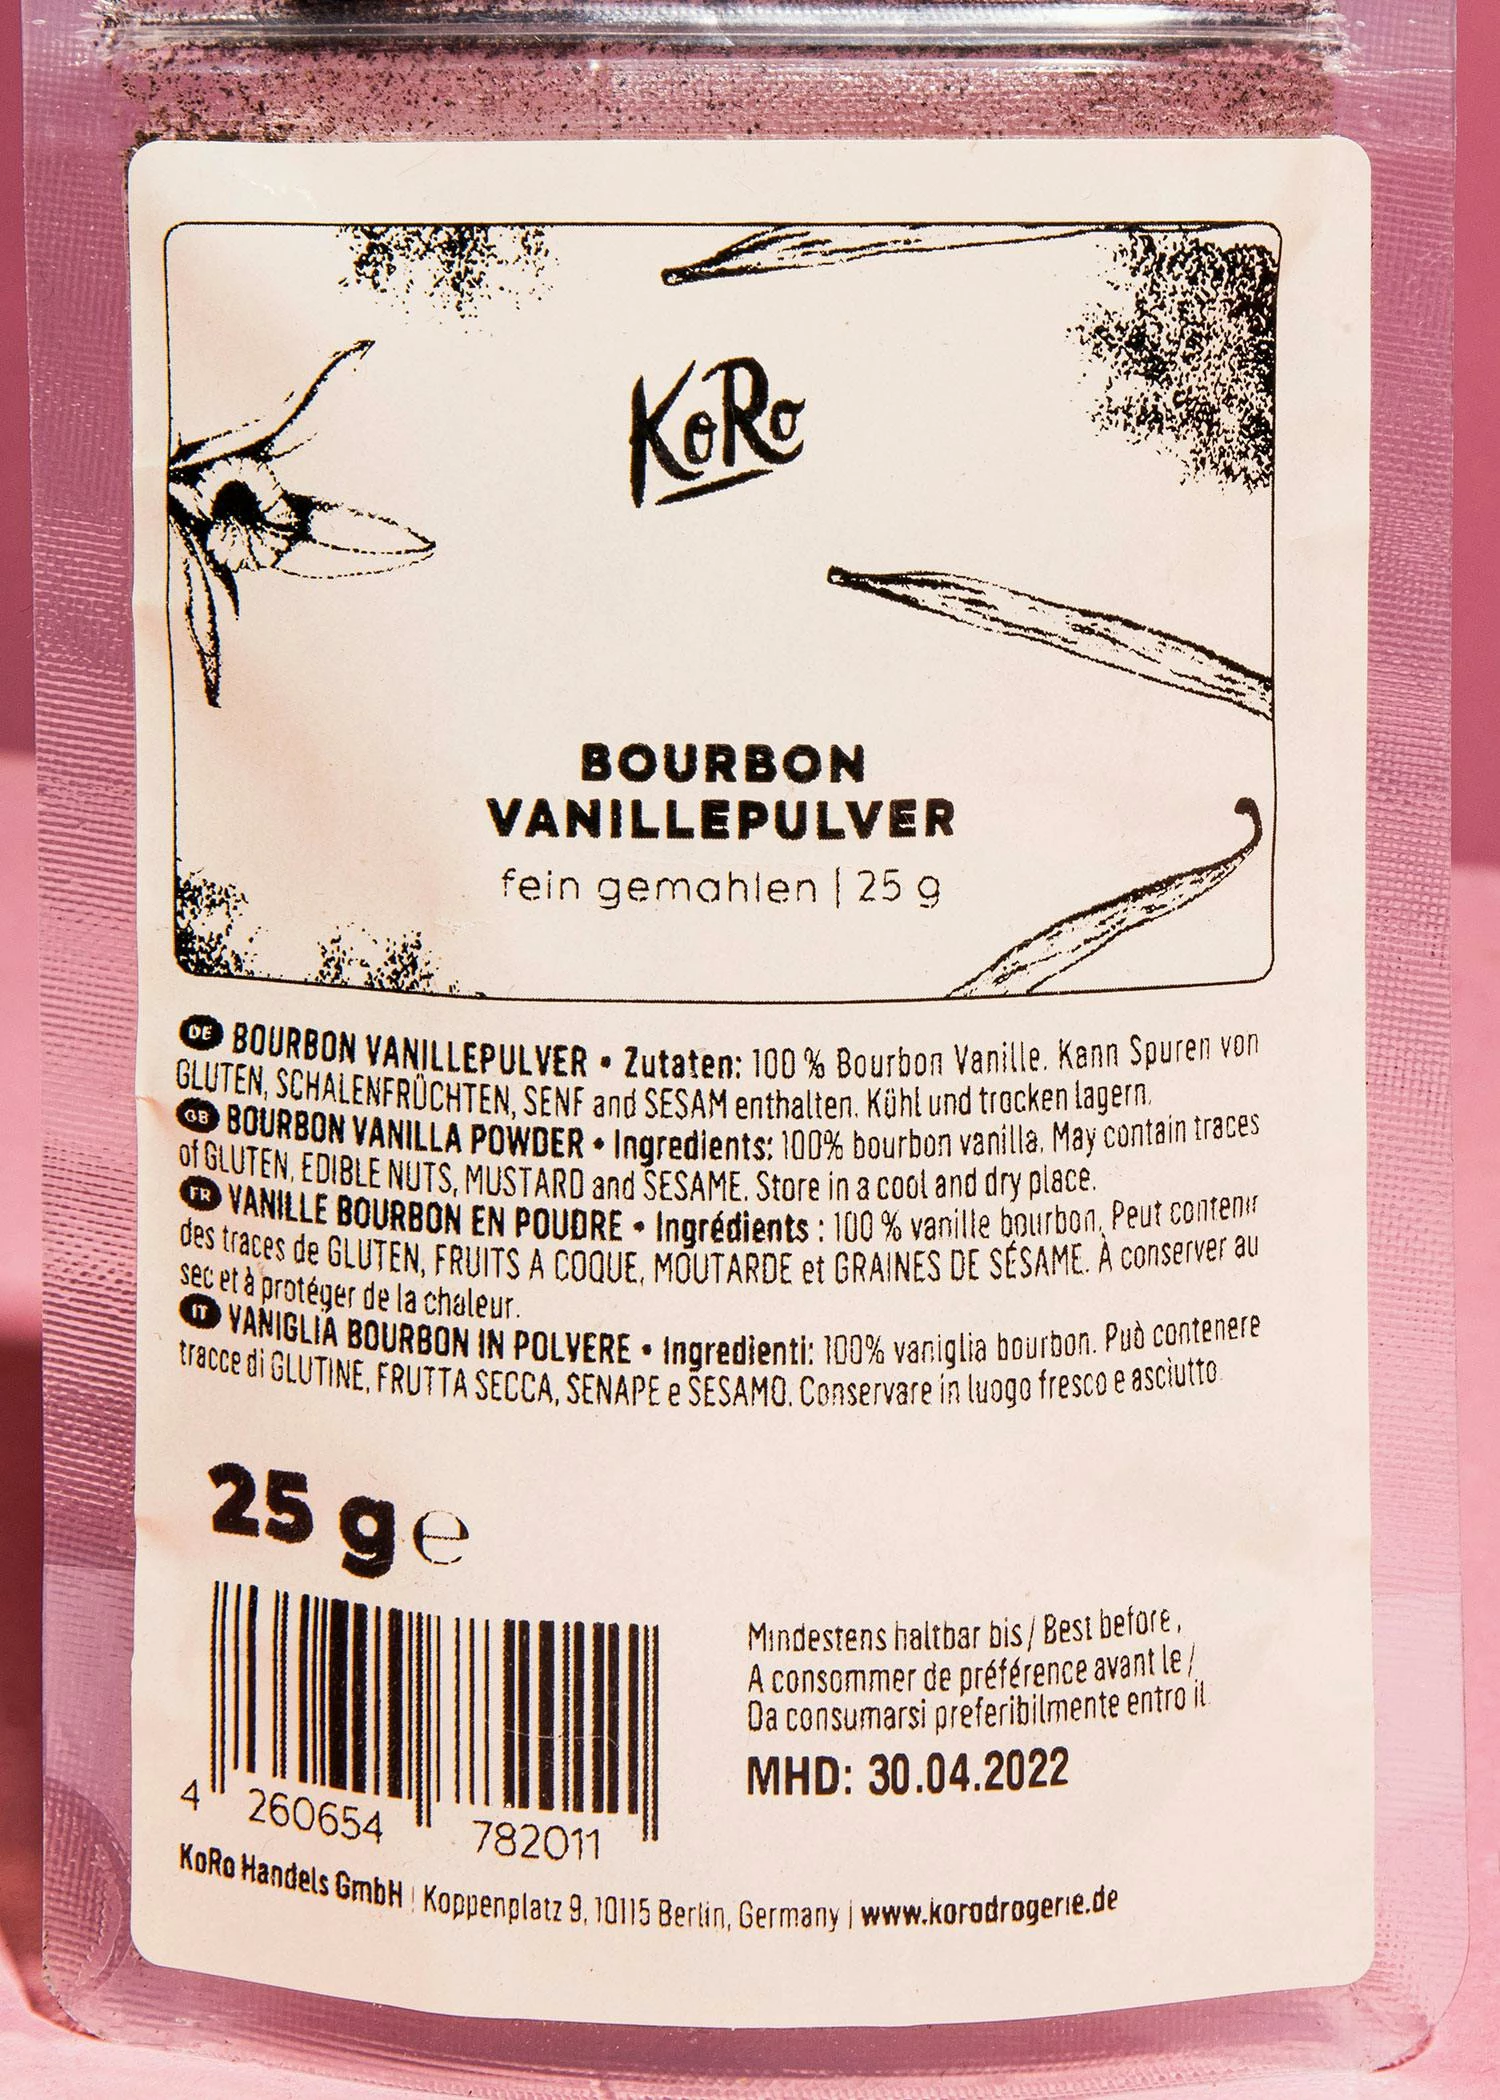 KoRo
BOURBON
VANILLEPULVER
fein gemahlen | 25 g
DE BOURBON VANILLEPULVER • Zutaten: 100 % Bourbon Vanille. Kann Spuren von
GLUTEN, SCHALENFRÜCHTEN, SENF and SESAM enthalten. Kühl und trocken lagern.
GB BOURBON VANILLA POWDER • Ingredients: 100% bourbon vanilla. May contain traces
of GLUTEN, EDIBLE NUTS, MUSTARD and SESAME. Store in a cool and dry place.
FR VANILLE BOURBON EN POUDRE • Ingrédients : 100 % vanille bourbon. Peut contenir
des traces de GLUTEN, FRUITS A COQUE, MOUTARDE et GRAINES DE SÉSAME. À conserver au
sec et à protéger de la chaleur.
IT VANIGLIA BOURBON IN POLVERE • Ingredienti: 100% vaniglia bourbon. Può contenere
tracce di GLUTINE, FRUTTA SECCA, SENAPE e SESAMO. Conservare in luogo fresco e asciutto.
25 g e
Mindestens haltbar bis / Best before,
A consommer de préférence avant le /
Da consumarsi preferibilmente entro il:
MHD: 30.04.2022
4 260654 782011
KoRo Handels GmbH | Koppenplatz 9, 10115 Berlin, Germany | www.korodrogerie.de